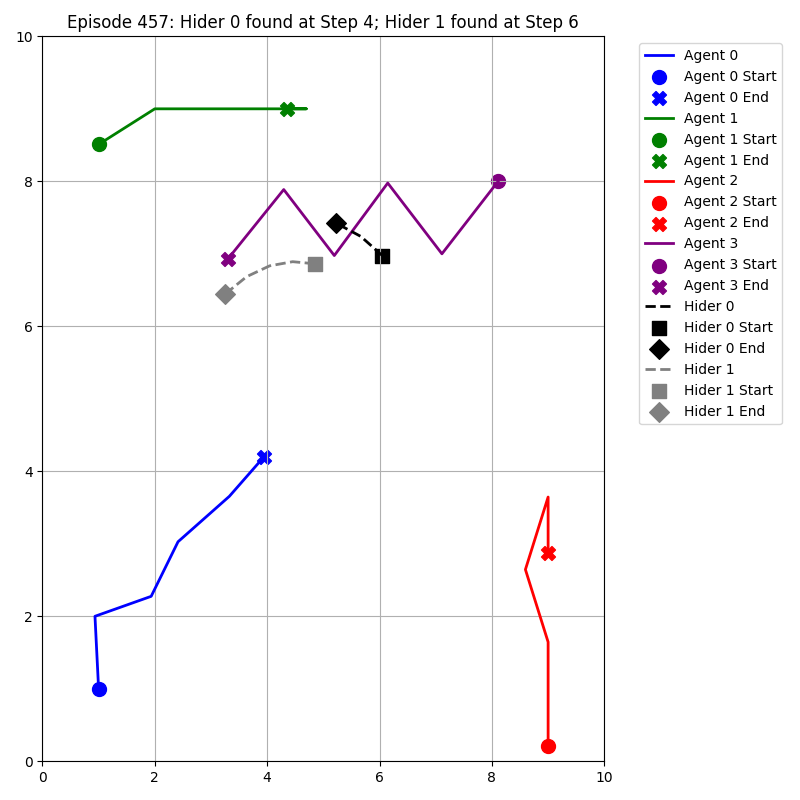 Episode 457: Hider 0 found at Step 4; Hider 1 found at Step 6
10
8
6
4
2
0
0 2 4 6 8 10
Agent 0
Agent 0 Start
Agent 0 End
Agent 1
Agent 1 Start
Agent 1 End
Agent 2
Agent 2 Start
Agent 2 End
Agent 3
Agent 3 Start
Agent 3 End
Hider 0
Hider 0 Start
Hider 0 End
Hider 1
Hider 1 Start
Hider 1 End